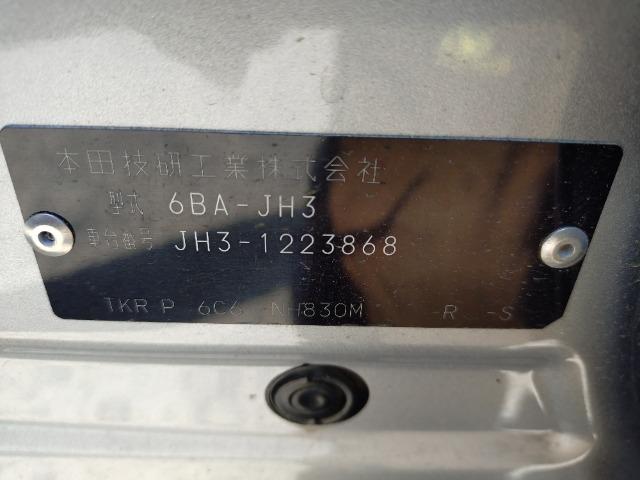 本田技研工業株式会社
型式 6BA-JH3
車台番号 JH3-1223868
TKR P 6C6 NH830M -R -S